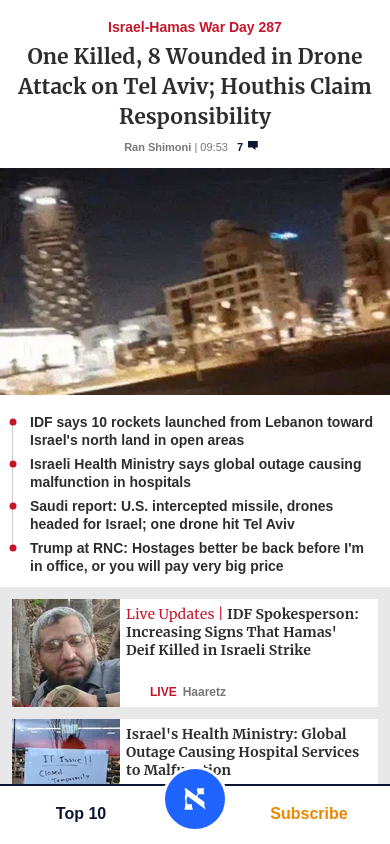 Israel-Hamas War Day 287
One Killed, 8 Wounded in Drone
Attack on Tel Aviv; Houthis Claim
Responsibility
Ran Shimoni | 09:53 7
IDF says 10 rockets launched from Lebanon toward
Israel's north land in open areas
Israeli Health Ministry says global outage causing
malfunction in hospitals
Saudi report: U.S. intercepted missile, drones
headed for Israel; one drone hit Tel Aviv
Trump at RNC: Hostages better be back before I'm
in office, or you will pay very big price
Live Updates | IDF Spokesperson:
Increasing Signs That Hamas'
Deif Killed in Israeli Strike
LIVE Haaretz
Israel's Health Ministry: Global
Outage Causing Hospital Services
to Malfunction
IT Issue!!
Closed
Temporarily
Top 10
Subscribe